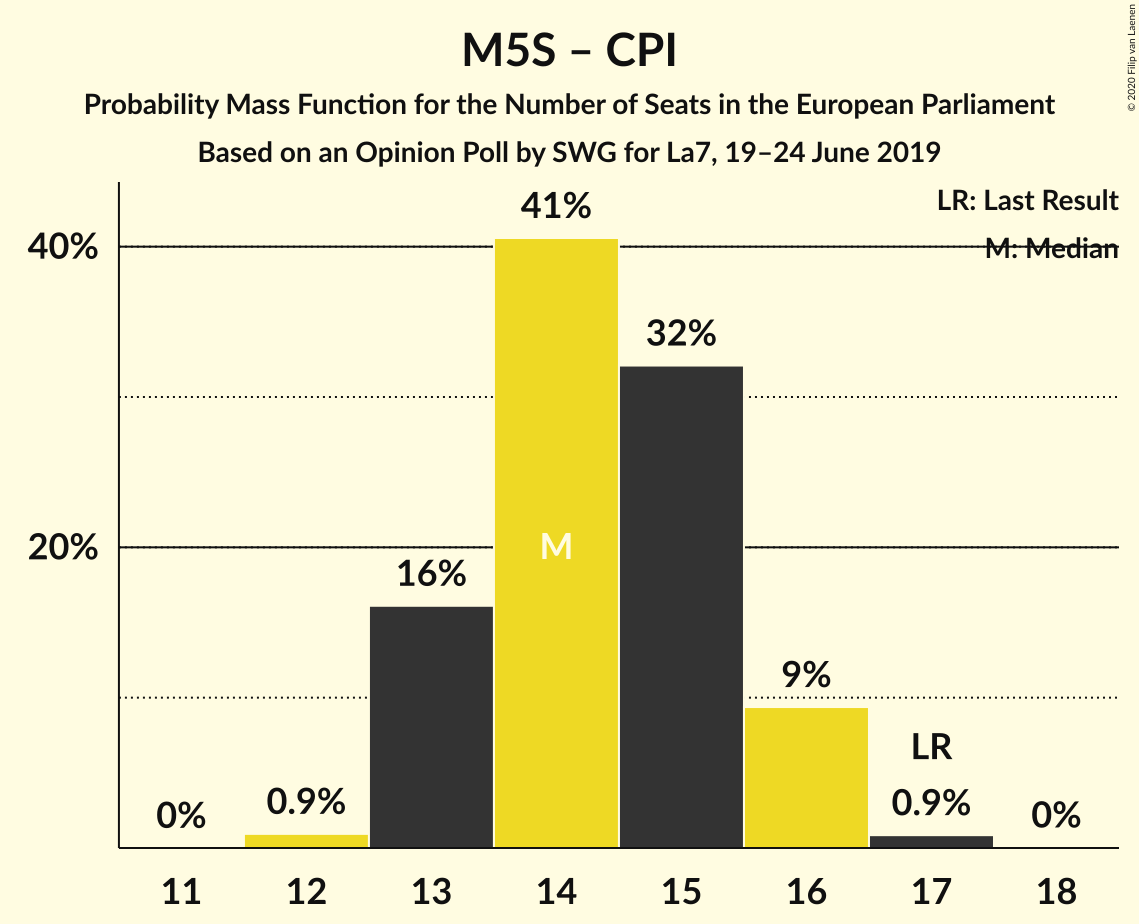 M5S – CPI
Probability Mass Function for the Number of Seats in the European Parliament
Based on an Opinion Poll by SWG for La7, 19–24 June 2019
© 2020 Filip van Laenen
LR: Last Result
M: Median
40%
20%
0%
0.9%
16%
41%
M
32%
9%
LR
0.9%
0%
11 12 13 14 15 16 17 18